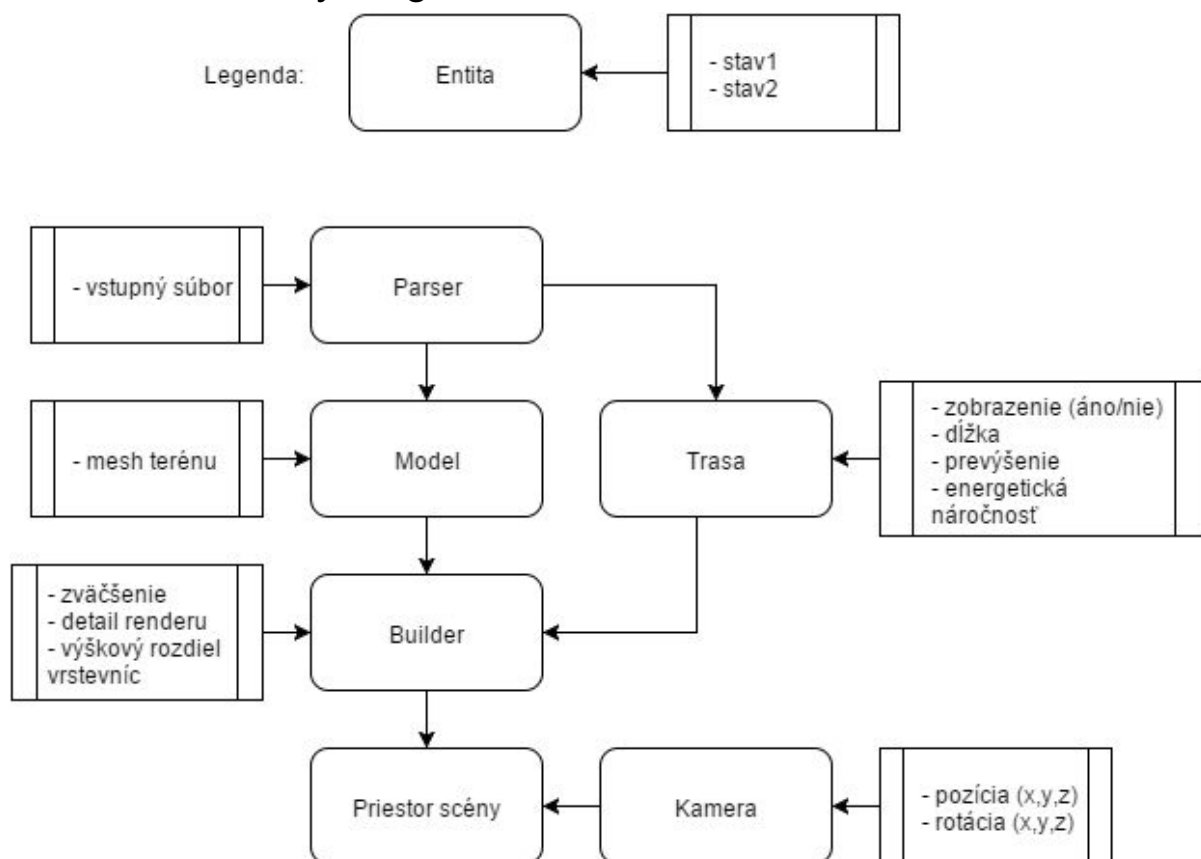 Legenda:
Entita
- stav1
- stav2
- vstupný súbor
Parser
- mesh terénu
Model
Trasa
- zobrazenie (áno/nie)
- dĺžka
- prevýšenie
- energetická
náročnosť
- zväčšenie
- detail renderu
- výškový rozdiel
vrstevníc
Builder
Priestor scény
Kamera
- pozícia (x,y,z)
- rotácia (x,y,z)